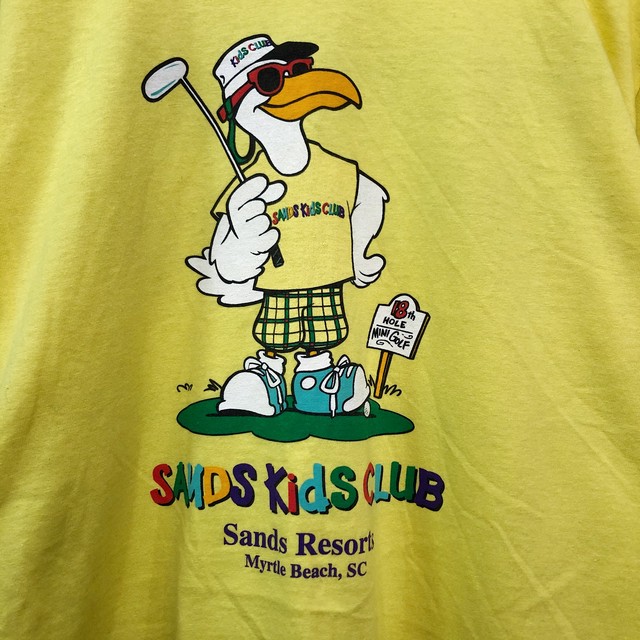 KidS CLUB
SANDS KidS CLUB
18th
HOLE
MINI GOLF
SANDS KidS CLUB
Sands Resorts
Myrtle Beach, SC